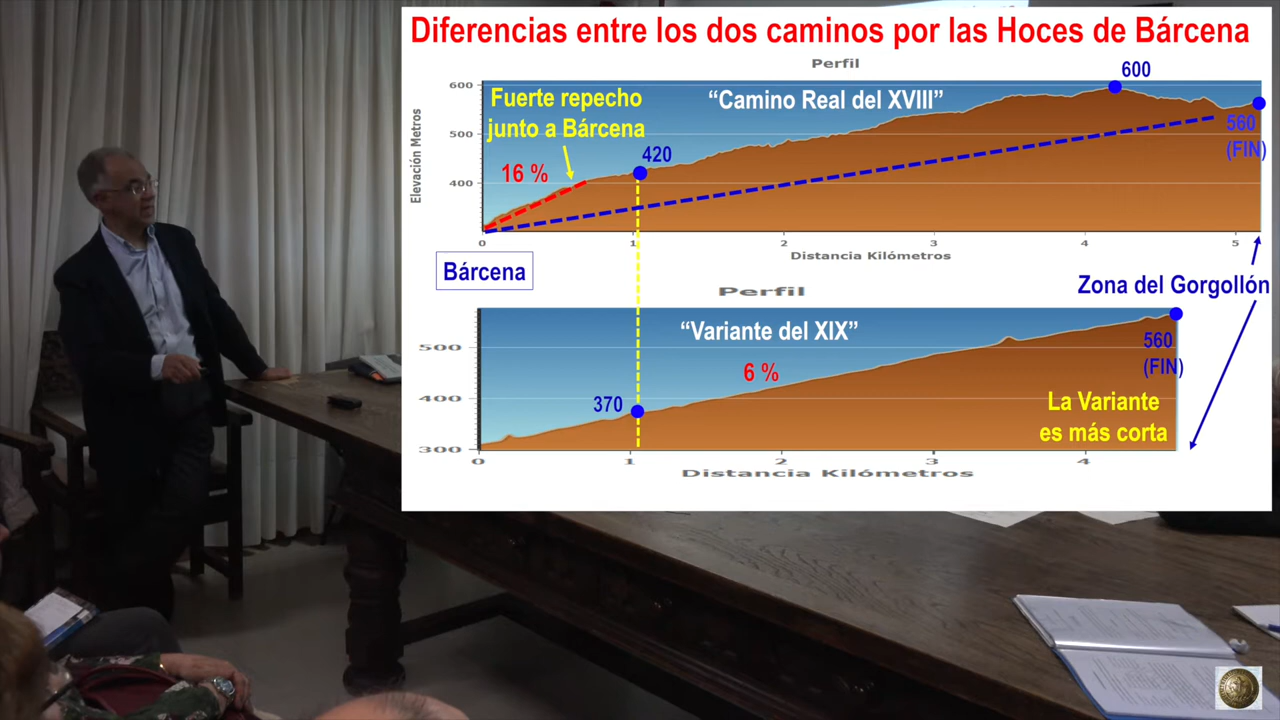 Diferencias entre los dos caminos por las Hoces de Bárcena
Perfil
600
600
Fuerte repecho
junto a Bárcena
"Camino Real del XVIII"
Elevación Metros
500
420
560
(FIN)
16 %
400
0
1
2
3
4
5
Distancia Kilómetros
Bárcena
Zona del Gorgollón
Perfil
"Variante del XIX"
500
560
(FIN)
6 %
400
370
La Variante
es más corta
300
0
1
2
3
4
Distancia Kilómetros